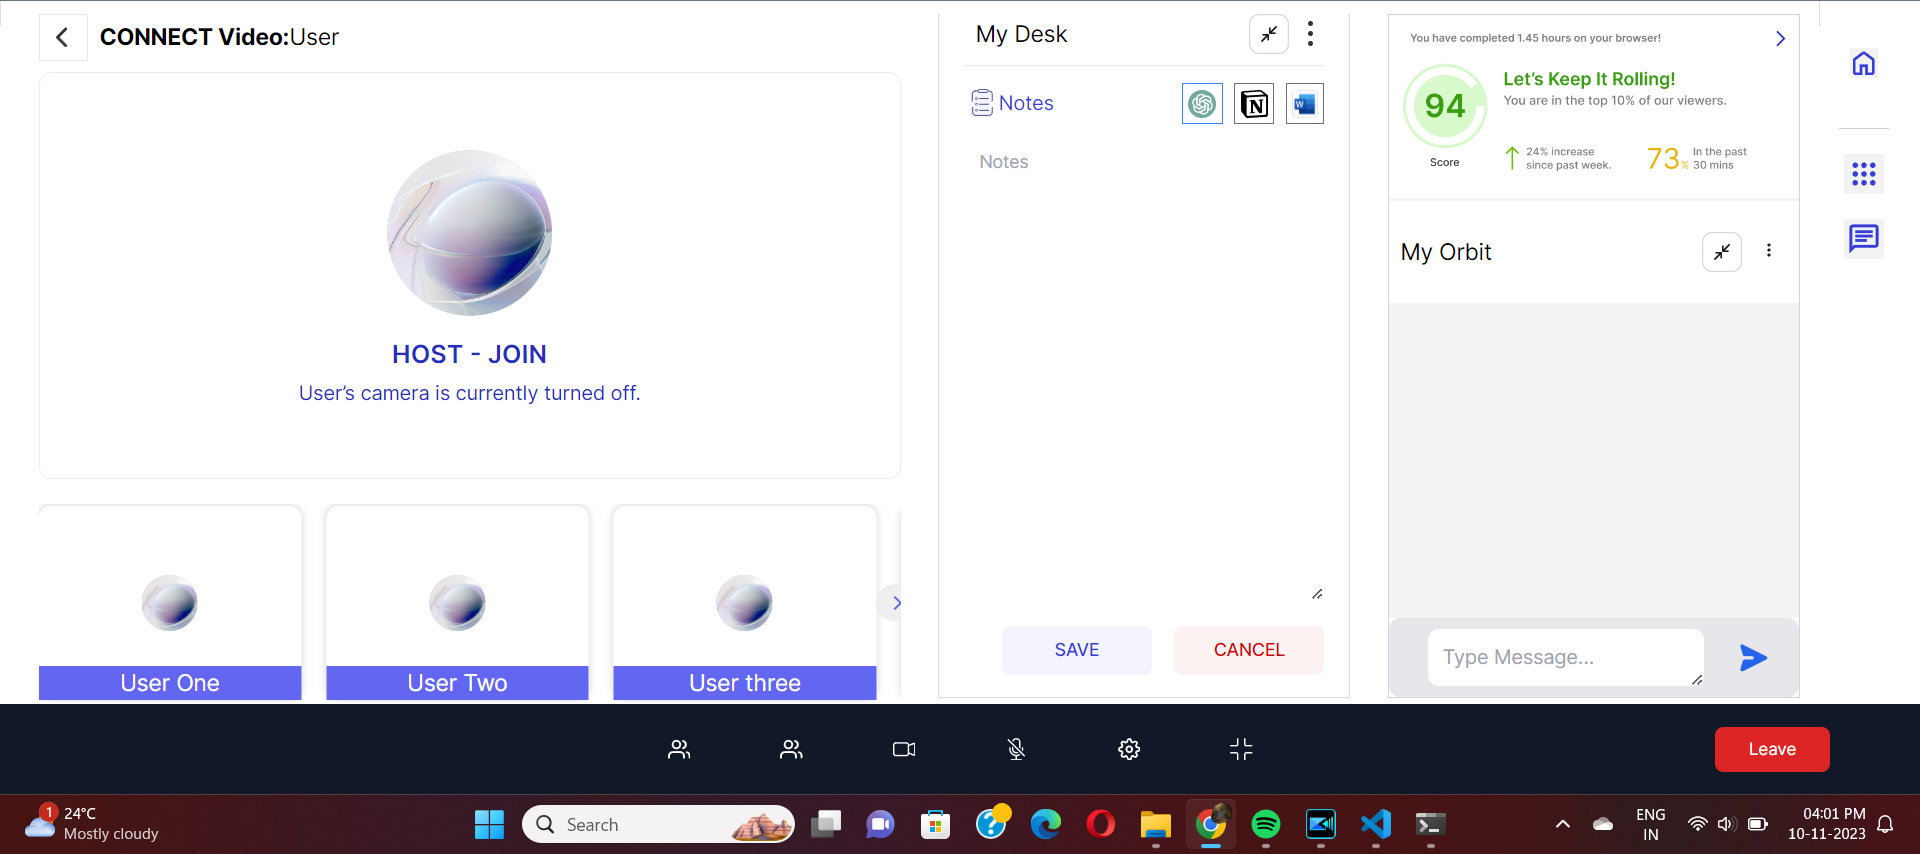 CONNECT Video:User
HOST - JOIN
User’s camera is currently turned off.
User One
User Two
User three
My Desk
Notes
N
W
Notes
SAVE
CANCEL
You have completed 1.45 hours on your browser!
94
Score
Let’s Keep It Rolling!
You are in the top 10% of our viewers.
24% increase
since past week.
73%
In the past
30 mins
My Orbit
Type Message...
Leave
1
24°C
Mostly cloudy
Search
ENG
IN
04:01 PM
10-11-2023